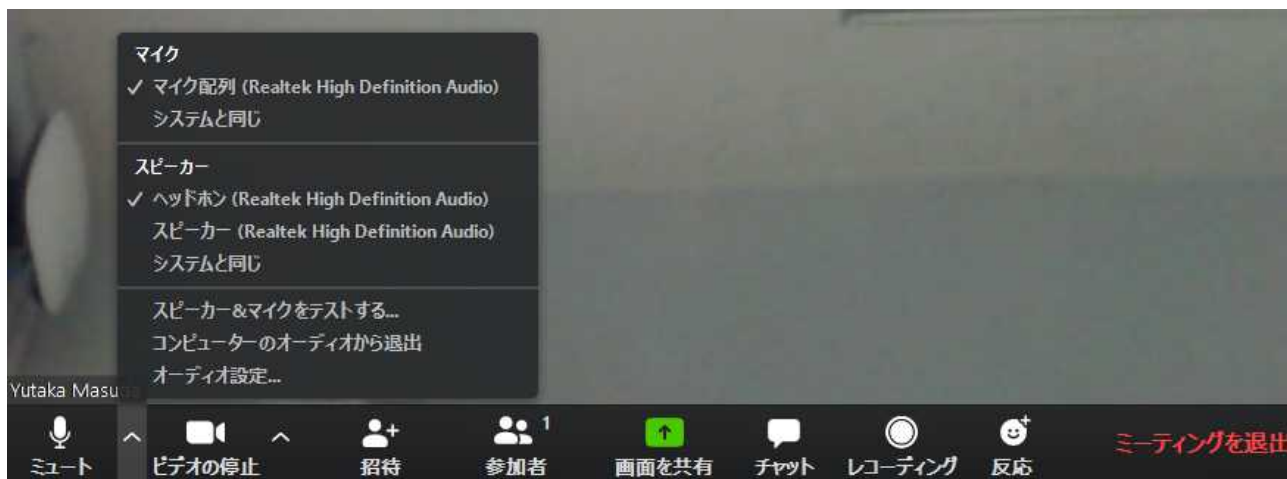 マイク
✓ マイク配列 (Realtek High Definition Audio)
システムと同じ
スピーカー
✓ ヘッドホン (Realtek High Definition Audio)
スピーカー (Realtek High Definition Audio)
システムと同じ
スピーカー&マイクをテストする...
コンピューターのオーディオから退出
オーディオ設定...
Yutaka
ミュート
ビデオの停止
招待
参加者 1
画面を共有
チャット
レコーディング
反応
ミーティングを退出